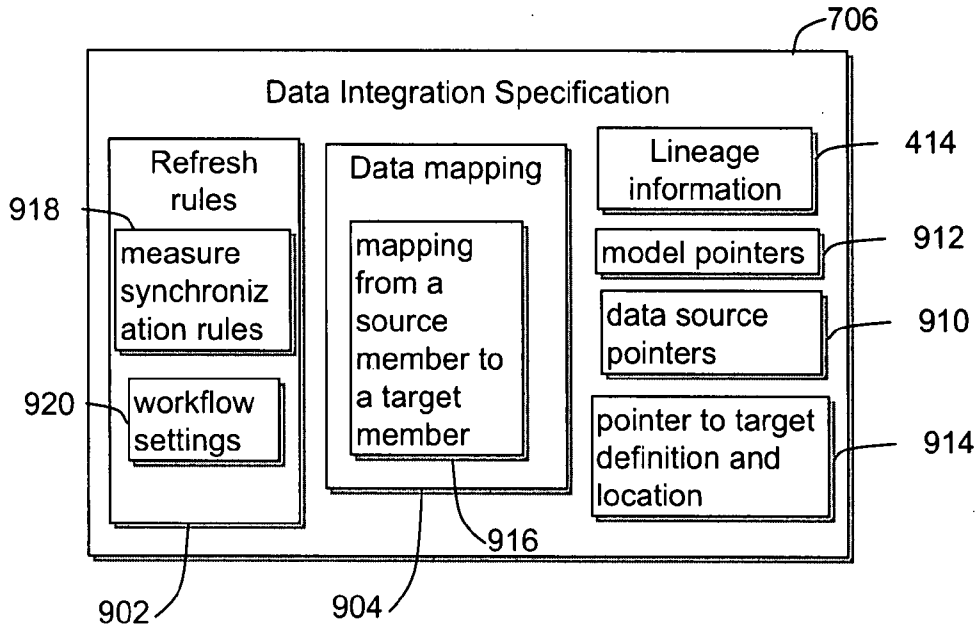 706
Data Integration Specification
Refresh
rules
918
measure
synchroniz
ation rules
920
workflow
settings
902
Data mapping
mapping
from a
source
member to
a target
member
916
904
Lineage
information
414
model pointers
912
data source
pointers
910
pointer to target
definition and
location
914